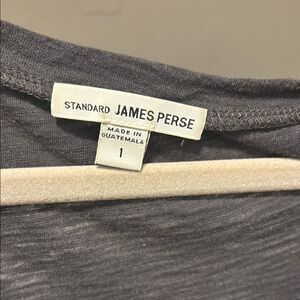 STANDARD JAMES PERSE
MADE IN
GUATEMALA
1